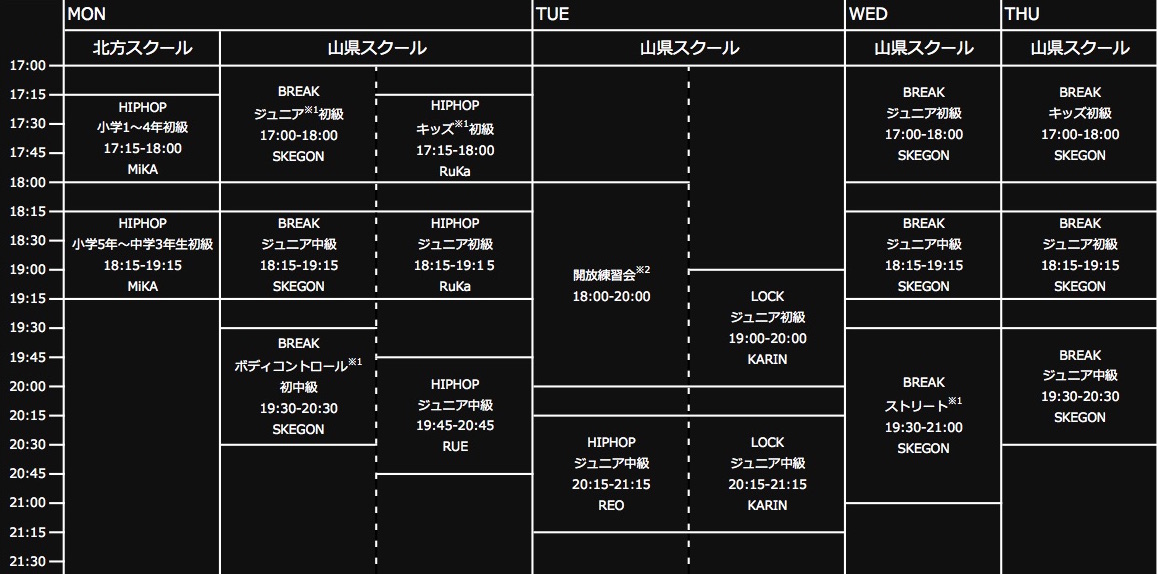 MON
TUE
WED
THU
北方スクール
山県スクール
山県スクール
山県スクール
山県スクール
17:00
17:15
17:30
17:45
18:00
18:15
18:30
18:45
19:00
19:15
19:30
19:45
20:00
20:15
20:30
20:45
21:00
21:15
21:30
HIPHOP
小学1〜4年初級
17:15-18:00
MiKA
HIPHOP
小学5年〜中学3年生初級
18:15-19:15
MiKA
BREAK
ジュニア※1初級
17:00-18:00
SKEGON
BREAK
ジュニア中級
18:15-19:15
SKEGON
BREAK
ボディコントロール※1
初中級
19:30-20:30
SKEGON
HIPHOP
キッズ※1初級
17:15-18:00
RuKa
HIPHOP
ジュニア初級
18:15-19:15
RuKa
HIPHOP
ジュニア中級
19:45-20:45
RUE
開放練習会※2
18:00-20:00
HIPHOP
ジュニア中級
20:15-21:15
REO
LOCK
ジュニア初級
19:00-20:00
KARIN
LOCK
ジュニア中級
20:15-21:15
KARIN
BREAK
ジュニア初級
17:00-18:00
SKEGON
BREAK
ジュニア中級
18:15-19:15
SKEGON
BREAK
ストリート※1
19:30-21:00
SKEGON
BREAK
キッズ初級
17:00-18:00
SKEGON
BREAK
ジュニア初級
18:15-19:15
SKEGON
BREAK
ジュニア中級
19:30-20:30
SKEGON